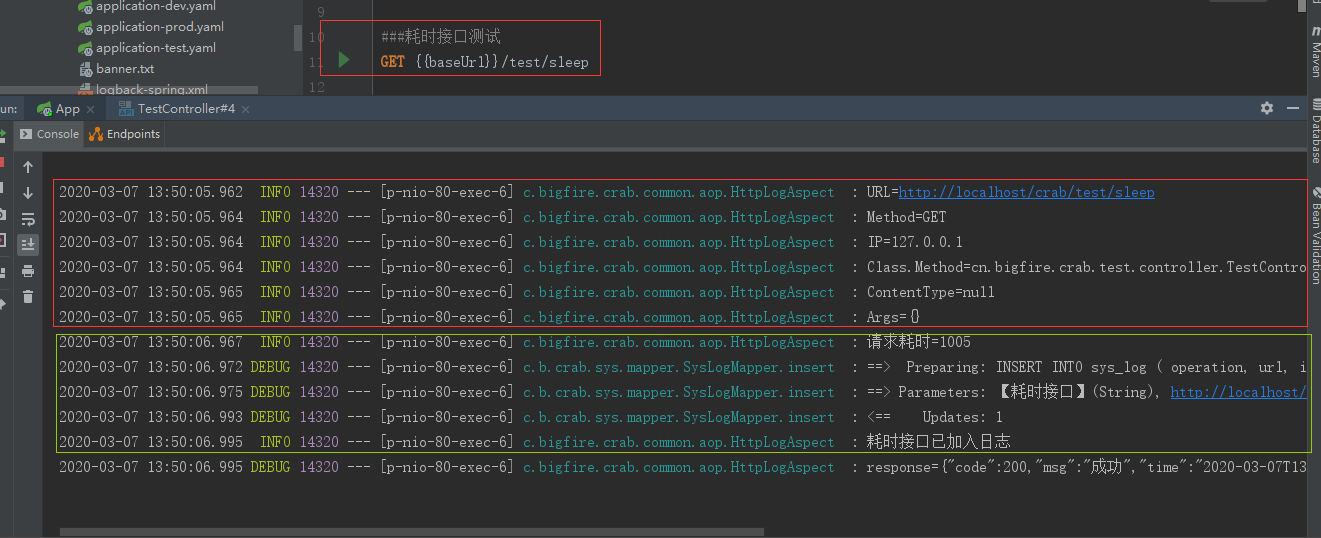 application-dev.yaml
application-prod.yaml
application-test.yaml
banner.txt
logback-spring.xml
9
10 ###耗时接口测试
11 GET {{baseUrl}}/test/sleep
12
Maven
Database
Bean Validation
un: App TestController#4
Console Endpoints
2020-03-07 13:50:05.962 INFO 14320 --- [p-nio-80-exec-6] c.bigfire.crab.common.aop.HttpLogAspect : URL=http://localhost/crab/test/sleep
2020-03-07 13:50:05.964 INFO 14320 --- [p-nio-80-exec-6] c.bigfire.crab.common.aop.HttpLogAspect : Method=GET
2020-03-07 13:50:05.964 INFO 14320 --- [p-nio-80-exec-6] c.bigfire.crab.common.aop.HttpLogAspect : IP=127.0.0.1
2020-03-07 13:50:05.964 INFO 14320 --- [p-nio-80-exec-6] c.bigfire.crab.common.aop.HttpLogAspect : Class.Method=cn.bigfire.crab.test.controller.TestContro
2020-03-07 13:50:05.965 INFO 14320 --- [p-nio-80-exec-6] c.bigfire.crab.common.aop.HttpLogAspect : ContentType=null
2020-03-07 13:50:05.965 INFO 14320 --- [p-nio-80-exec-6] c.bigfire.crab.common.aop.HttpLogAspect : Args={}
2020-03-07 13:50:06.967 INFO 14320 --- [p-nio-80-exec-6] c.bigfire.crab.common.aop.HttpLogAspect : 请求耗时=1005
2020-03-07 13:50:06.972 DEBUG 14320 --- [p-nio-80-exec-6] c.b.crab.sys.mapper.SysLogMapper.insert : ==> Preparing: INSERT INTO sys_log ( operation, url, i
2020-03-07 13:50:06.975 DEBUG 14320 --- [p-nio-80-exec-6] c.b.crab.sys.mapper.SysLogMapper.insert : ==> Parameters: 【耗时接口】(String), http://localhost/
2020-03-07 13:50:06.993 DEBUG 14320 --- [p-nio-80-exec-6] c.b.crab.sys.mapper.SysLogMapper.insert : <== Updates: 1
2020-03-07 13:50:06.995 INFO 14320 --- [p-nio-80-exec-6] c.bigfire.crab.common.aop.HttpLogAspect : 耗时接口已加入日志
2020-03-07 13:50:06.995 DEBUG 14320 --- [p-nio-80-exec-6] c.bigfire.crab.common.aop.HttpLogAspect : response={"code":200,"msg":"成功","time":"2020-03-07T13